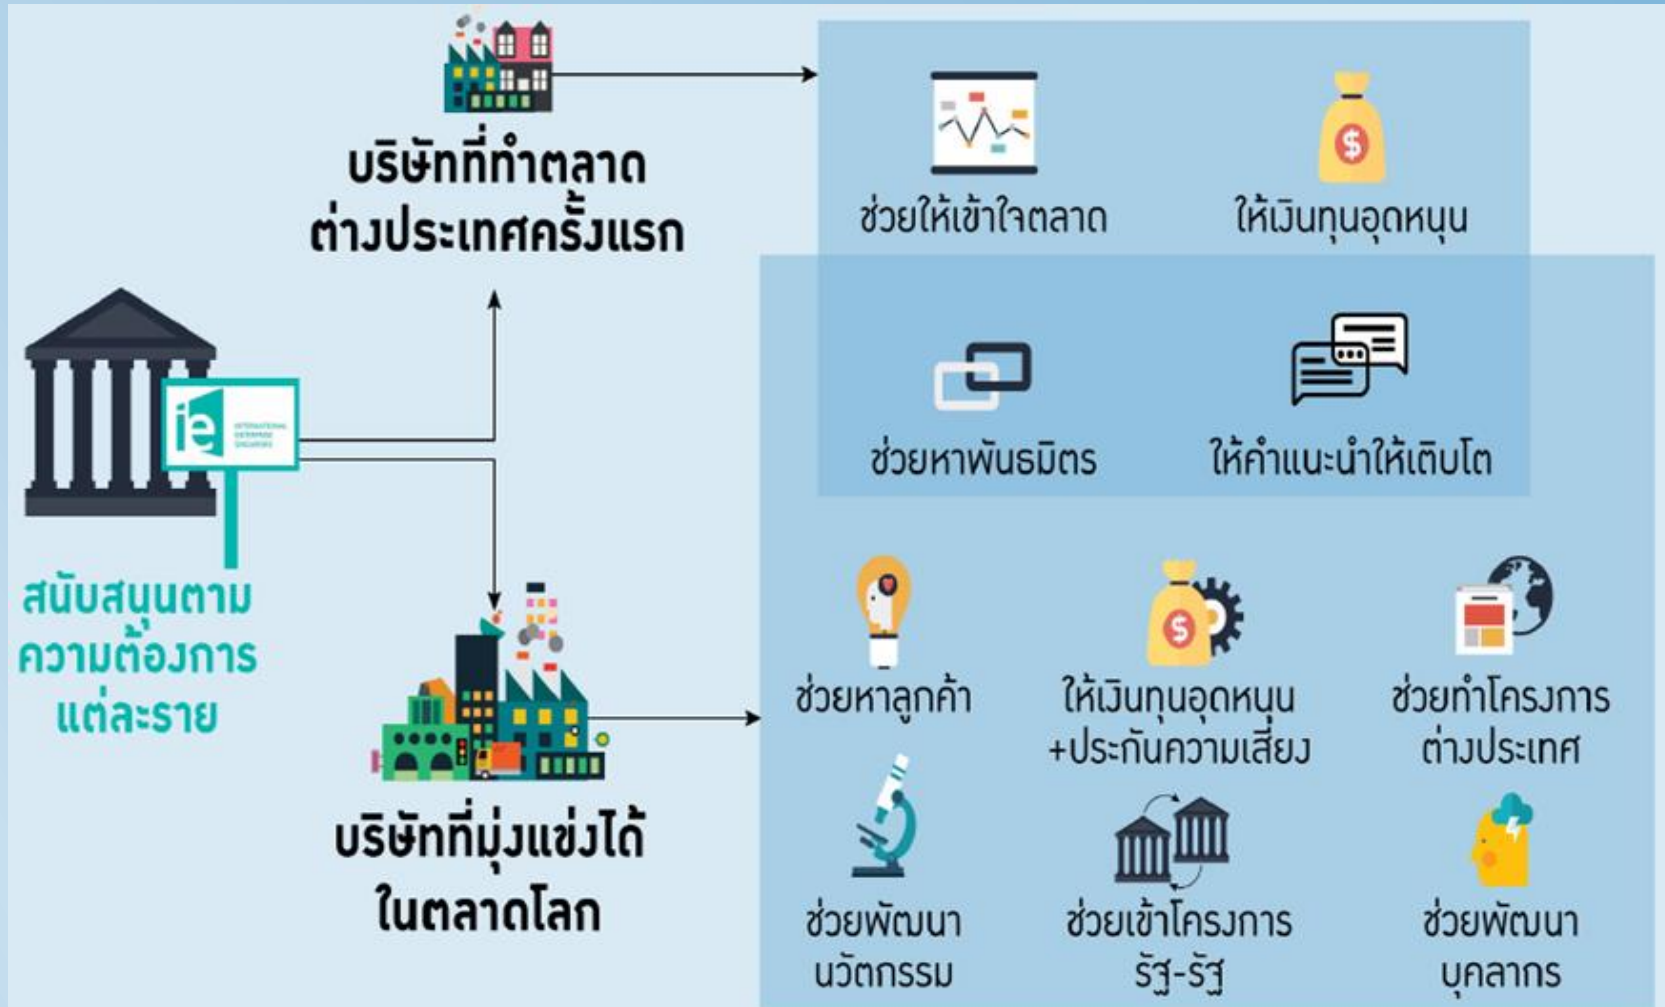 บริษัทที่ทำตลาด
ต่างประเทศครั้งแรก
ช่วยให้เข้าใจตลาด
ให้เงินทุนอุดหนุน
ช่วยหาพันธมิตร
ให้คำแนะนำให้เติบโต
ie
INTERNATIONAL
ENTERPRISE
SINGAPORE
สนับสนุนตาม
ความต้องการ
แต่ละราย
บริษัทที่มุ่งแข่งได้
ในตลาดโลก
ช่วยหาลูกค้า
ให้เงินทุนอุดหนุน
+ประกันความเสี่ยง
ช่วยทำโครงการ
ต่างประเทศ
ช่วยพัฒนา
นวัตกรรม
ช่วยเข้าโครงการ
รัฐ-รัฐ
ช่วยพัฒนา
บุคลากร